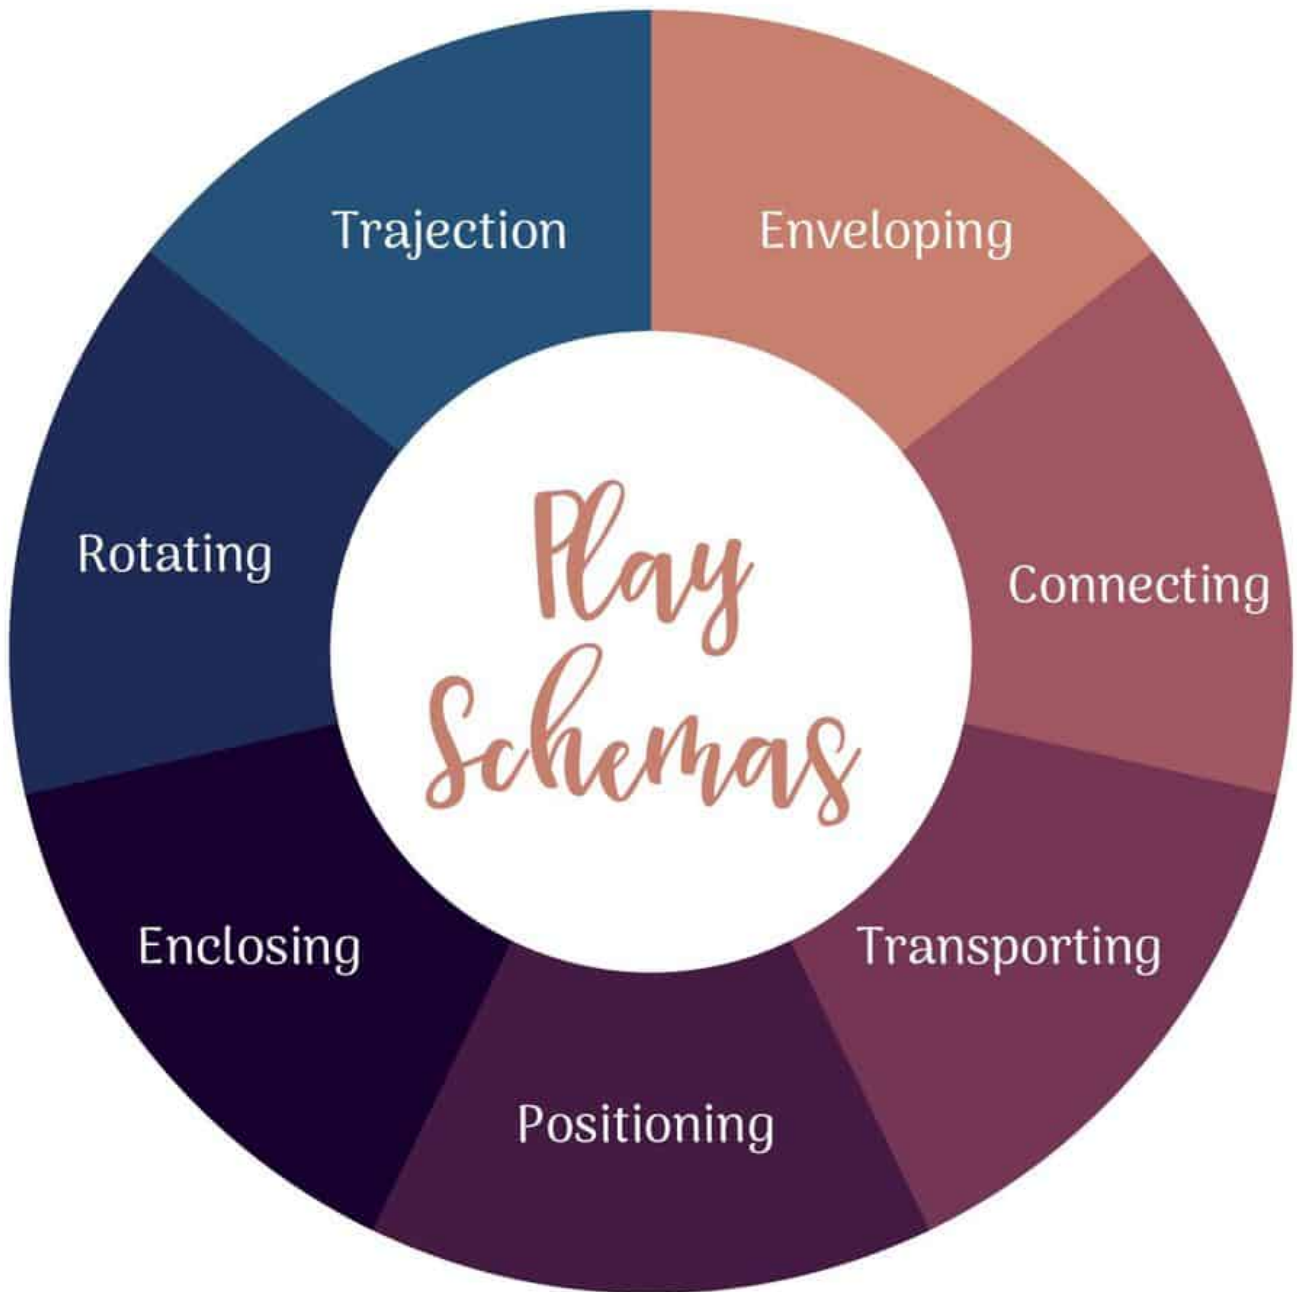 Play
Schemas
Enveloping
Connecting
Transporting
Positioning
Enclosing
Rotating
Trajection